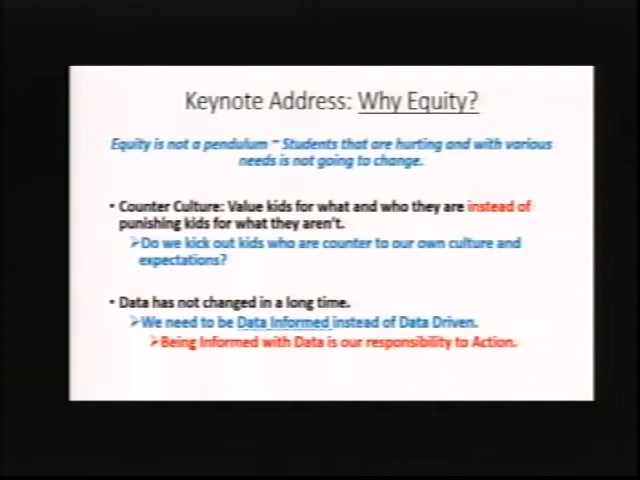 Keynote Address: Why Equity?
Equity is not a pendum ~ Students that are hurting and with various
needs is not going to change.
• Counter Culture: Value kids for what and who they are instead of
punishing kids for what they aren't.
➢Do we kick out kids who are counter to our own culture and
expectations?
• Data has not changed in a long time.
➢We need to be Data Informed instead of Data Driven.
➢Being Informed with Data is our responsibility to Action.